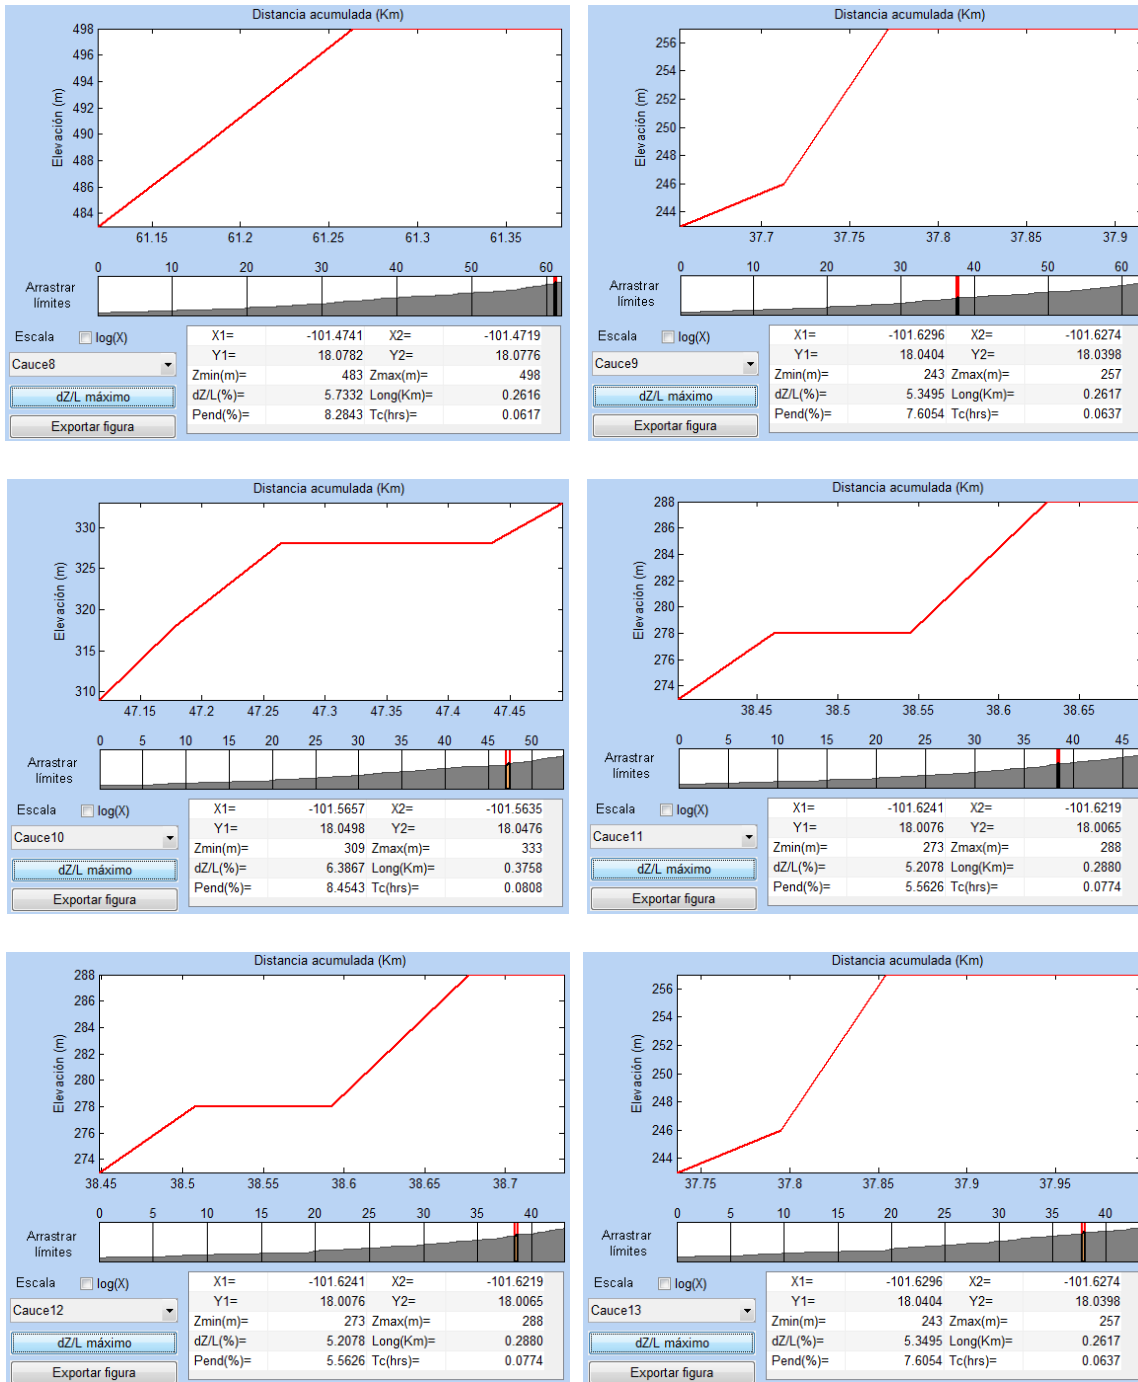 Distancia acumulada (Km)
Elevación (m)
498
496
494
492
490
488
486
484
61.15 61.2 61.25 61.3 61.35
0 10 20 30 40 50 60
Arrastrar
límites
Escala log(X)
Cauce8
dZ/L máximo
Exportar figura
X1= -101.4741 X2= -101.4719
Y1= 18.0782 Y2= 18.0776
Zmin(m)= 483 Zmax(m)= 498
dZ/L(%)= 5.7332 Long(Km)= 0.2616
Pend(%)= 8.2843 Tc(hrs)= 0.0617
Distancia acumulada (Km)
Elevación (m)
256
254
252
250
248
246
244
37.7 37.75 37.8 37.85 37.9
0 10 20 30 40 50 60
Arrastrar
límites
Escala log(X)
Cauce9
dZ/L máximo
Exportar figura
X1= -101.6296 X2= -101.6274
Y1= 18.0404 Y2= 18.0398
Zmin(m)= 243 Zmax(m)= 257
dZ/L(%)= 5.3495 Long(Km)= 0.2617
Pend(%)= 7.6054 Tc(hrs)= 0.0637
Distancia acumulada (Km)
Elevación (m)
330
325
320
315
310
47.15 47.2 47.25 47.3 47.35 47.4 47.45
0 5 10 15 20 25 30 35 40 45 50
Arrastrar
límites
Escala log(X)
Cauce10
dZ/L máximo
Exportar figura
X1= -101.5657 X2= -101.5635
Y1= 18.0498 Y2= 18.0476
Zmin(m)= 309 Zmax(m)= 333
dZ/L(%)= 6.3867 Long(Km)= 0.3758
Pend(%)= 8.4543 Tc(hrs)= 0.0808
Distancia acumulada (Km)
Elevación (m)
288
286
284
282
280
278
276
274
38.45 38.5 38.55 38.6 38.65
0 5 10 15 20 25 30 35 40 45
Arrastrar
límites
Escala log(X)
Cauce11
dZ/L máximo
Exportar figura
X1= -101.6241 X2= -101.6219
Y1= 18.0076 Y2= 18.0065
Zmin(m)= 273 Zmax(m)= 288
dZ/L(%)= 5.2078 Long(Km)= 0.2880
Pend(%)= 5.5626 Tc(hrs)= 0.0774
Distancia acumulada (Km)
Elevación (m)
288
286
284
282
280
278
276
274
38.45 38.5 38.55 38.6 38.65 38.7
0 5 10 15 20 25 30 35 40
Arrastrar
límites
Escala log(X)
Cauce12
dZ/L máximo
Exportar figura
X1= -101.6241 X2= -101.6219
Y1= 18.0076 Y2= 18.0065
Zmin(m)= 273 Zmax(m)= 288
dZ/L(%)= 5.2078 Long(Km)= 0.2880
Pend(%)= 5.5626 Tc(hrs)= 0.0774
Distancia acumulada (Km)
Elevación (m)
256
254
252
250
248
246
244
37.75 37.8 37.85 37.9 37.95
0 5 10 15 20 25 30 35 40
Arrastrar
límites
Escala log(X)
Cauce13
dZ/L máximo
Exportar figura
X1= -101.6296 X2= -101.6274
Y1= 18.0404 Y2= 18.0398
Zmin(m)= 243 Zmax(m)= 257
dZ/L(%)= 5.3495 Long(Km)= 0.2617
Pend(%)= 7.6054 Tc(hrs)= 0.0637